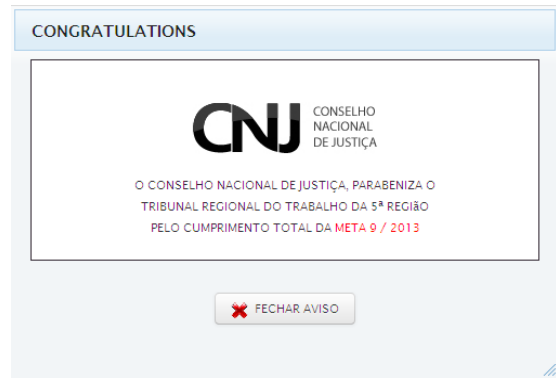 CONGRATULATIONS
CNJ
CONSELHO
NACIONAL
DE JUSTIÇA
O CONSELHO NACIONAL DE JUSTIÇA, PARABENIZA O
TRIBUNAL REGIONAL DO TRABALHO DA 5ª REGIãO
PELO CUMPRIMENTO TOTAL DA META 9 / 2013
FECHAR AVISO